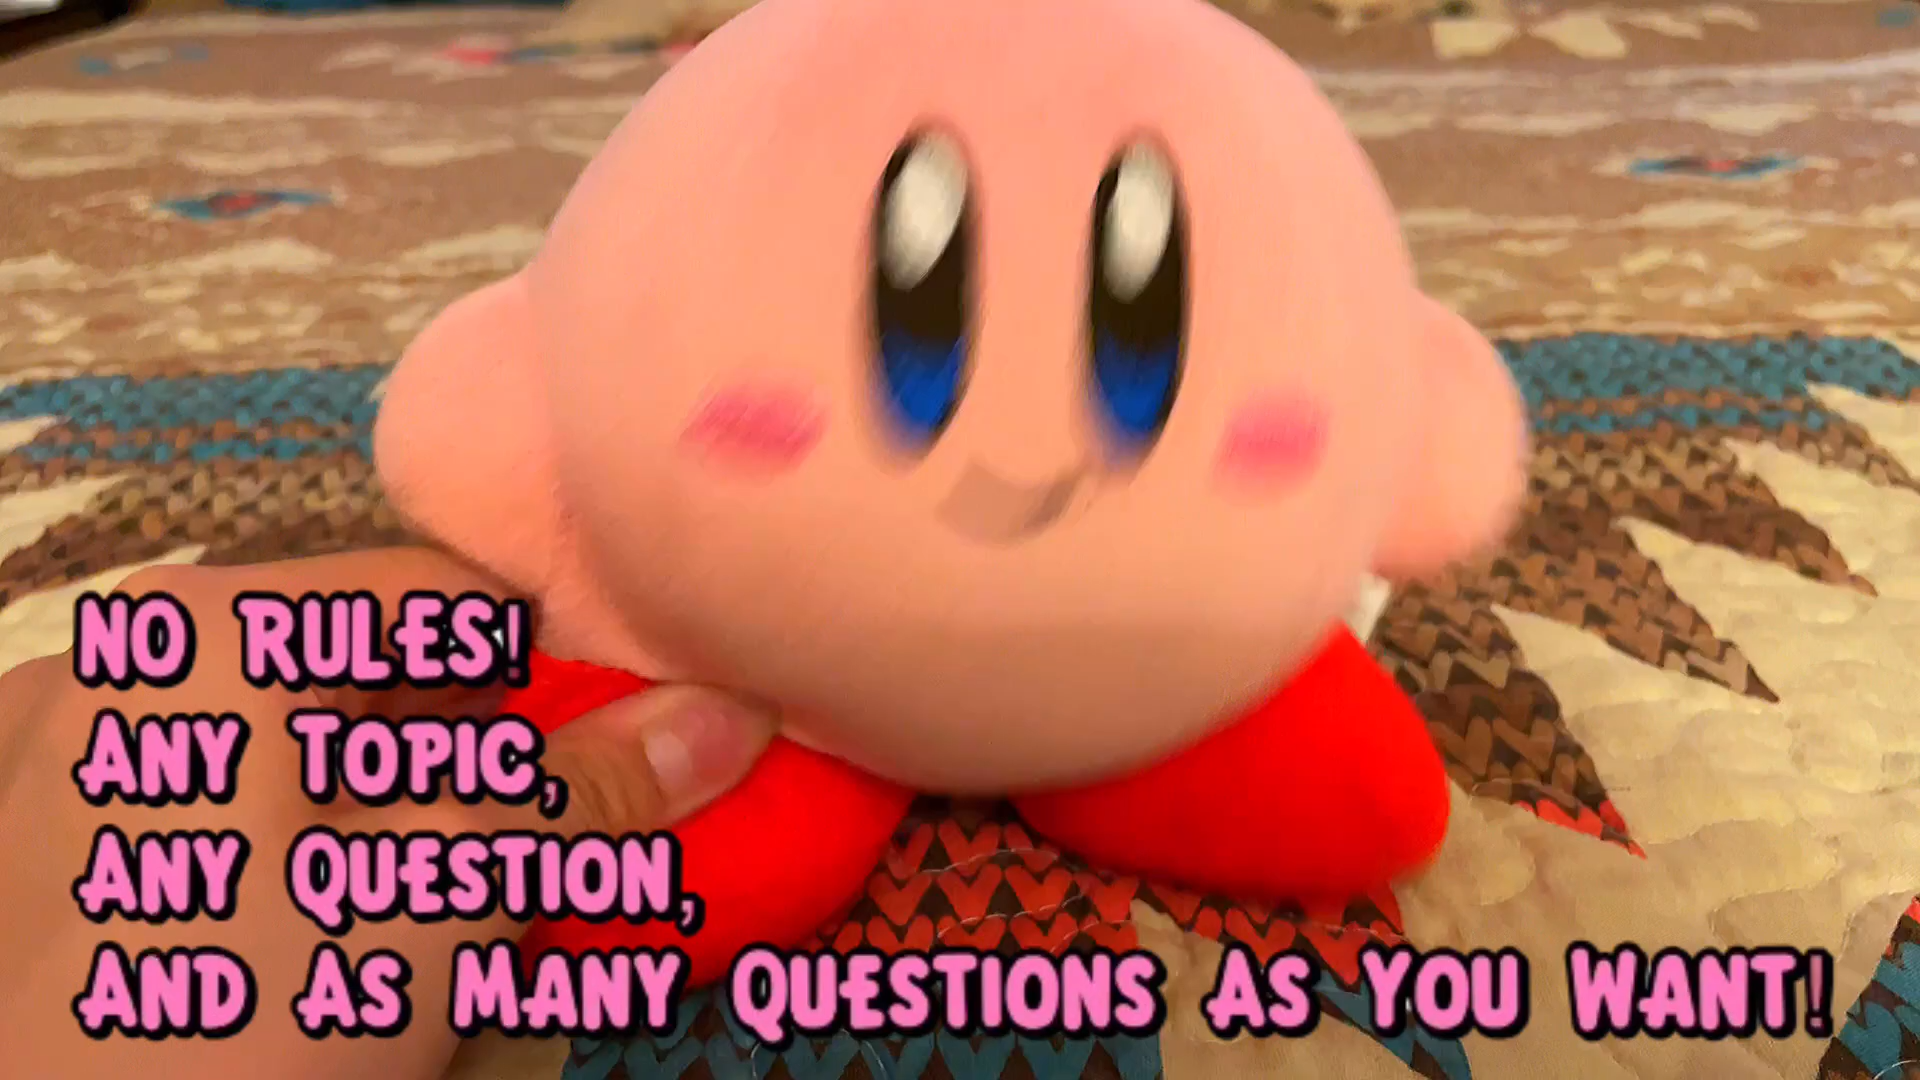 NO RULES!
ANY TOPIC,
ANY QUESTION,
AND AS MANY QUESTIONS AS YOU WANT!